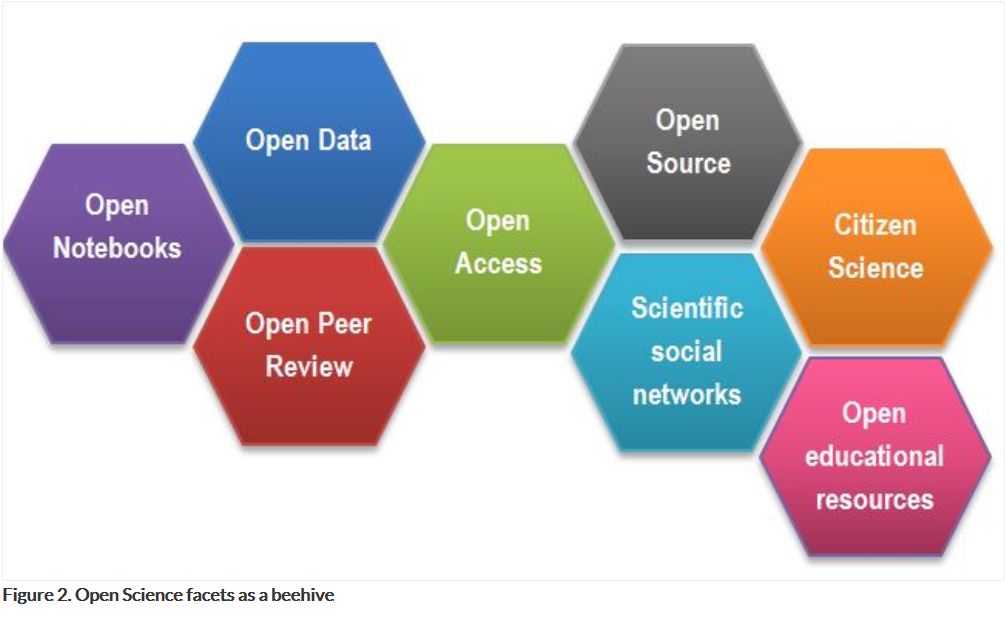 Open
Notebooks
Open Data
Open Peer
Review
Open
Access
Open
Source
Scientific
social
networks
Citizen
Science
Open
educational
resources
Figure 2. Open Science facets as a beehive